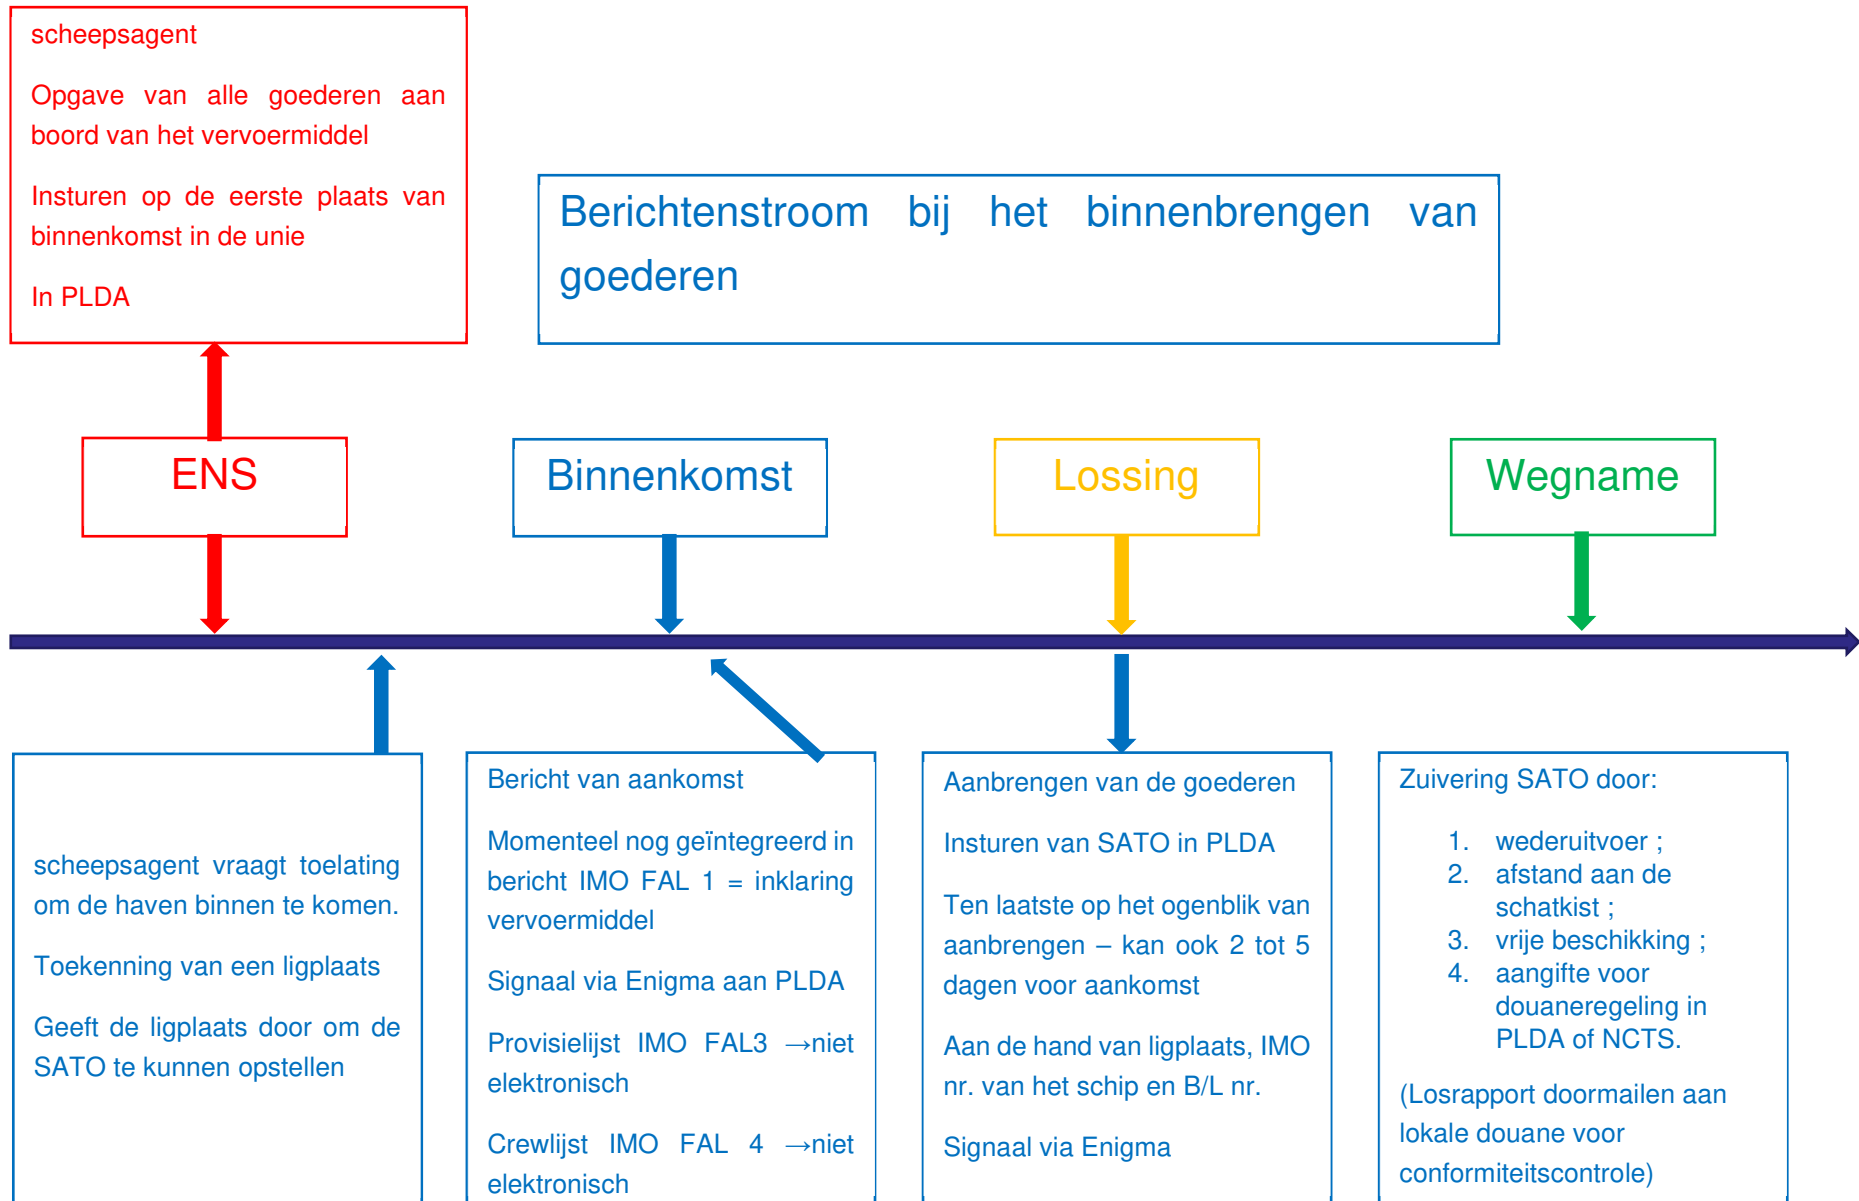 scheepsagent
Opgave van alle goederen aan
boord van het vervoermiddel
Insturen op de eerste plaats van
binnenkomst in de unie
In PLDA
Berichtenstroom bij het binnenbrengen van
goederen
ENS
Binnenkomst
Lossing
Wegname
scheepsagent vraagt toelating
om de haven binnen te komen.
Toekenning van een ligplaats
Geeft de ligplaats door om de
SATO te kunnen opstellen
Bericht van aankomst
Momenteel nog geïntegreerd in
bericht IMO FAL 1 = inklaring
vervoermiddel
Signaal via Enigma aan PLDA
Provisielijst IMO FAL3 →niet
elektronisch
Crewlijst IMO FAL 4 →niet
elektronisch
Aanbrengen van de goederen
Insturen van SATO in PLDA
Ten laatste op het ogenblik van
aanbrengen – kan ook 2 tot 5
dagen voor aankomst
Aan de hand van ligplaats, IMO
nr. van het schip en B/L nr.
Signaal via Enigma
Zuivering SATO door:
1. wederuitvoer ;
2. afstand aan de
schatkist ;
3. vrije beschikking ;
4. aangifte voor
douaneregeling in
PLDA of NCTS.
(Losrapport doormailen aan
lokale douane voor
conformiteitscontrole)